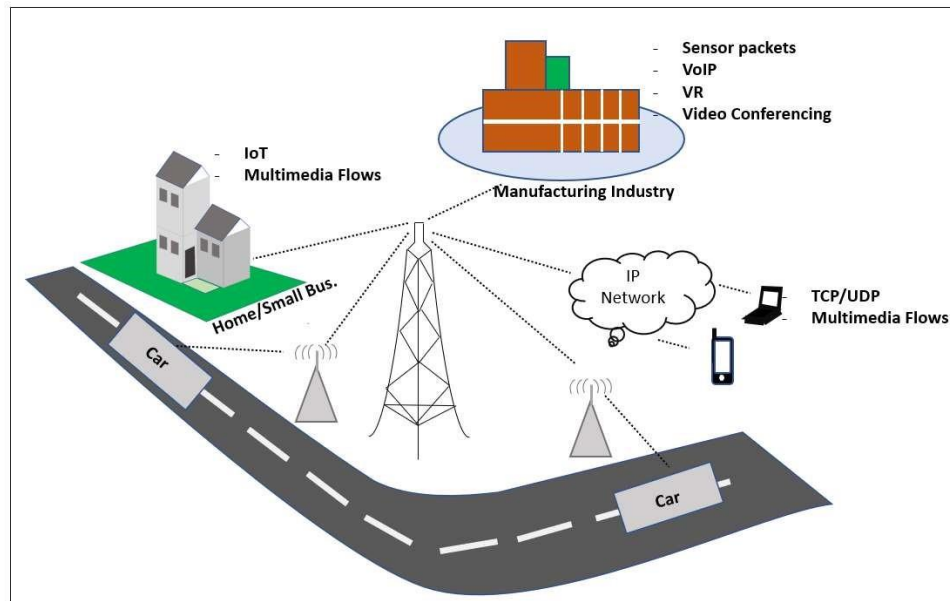 - Sensor packets
- VoIP
- VR
- Video Conferencing
- IoT
- Multimedia Flows
Manufacturing Industry
Home/Small Bus.
IP
Network
- TCP/UDP
- Multimedia Flows
Car
Car